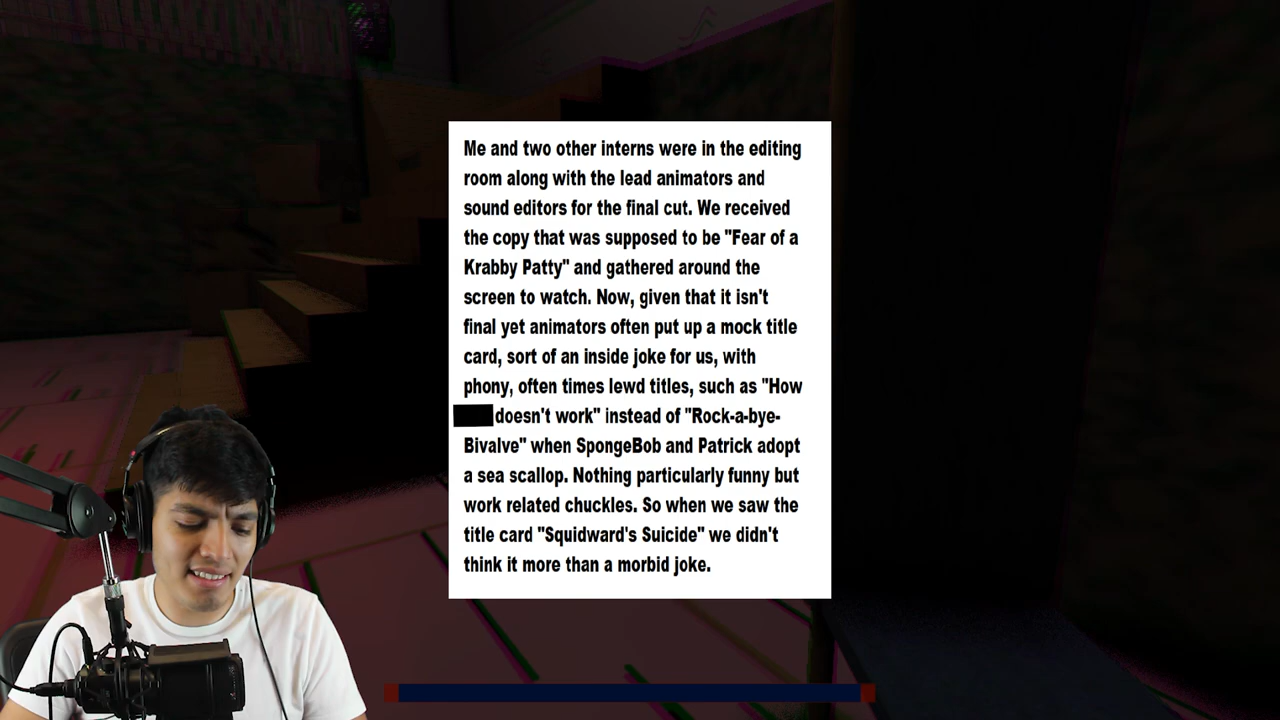 Me and two other interns were in the editing
room along with the lead animators and
sound editors for the final cut. We received
the copy that was supposed to be "Fear of a
Krabby Patty" and gathered around the
screen to watch. Now, given that it isn't
final yet animators often put up a mock title
card, sort of an inside joke for us, with
phony, often times lewd titles, such as "How
doesn't work" instead of "Rock-a-bye-
Bivalve" when SpongeBob and Patrick adopt
a sea scallop. Nothing particularly funny but
work related chuckles. So when we saw the
title card "Squidward's Suicide" we didn't
think it more than a morbid joke.